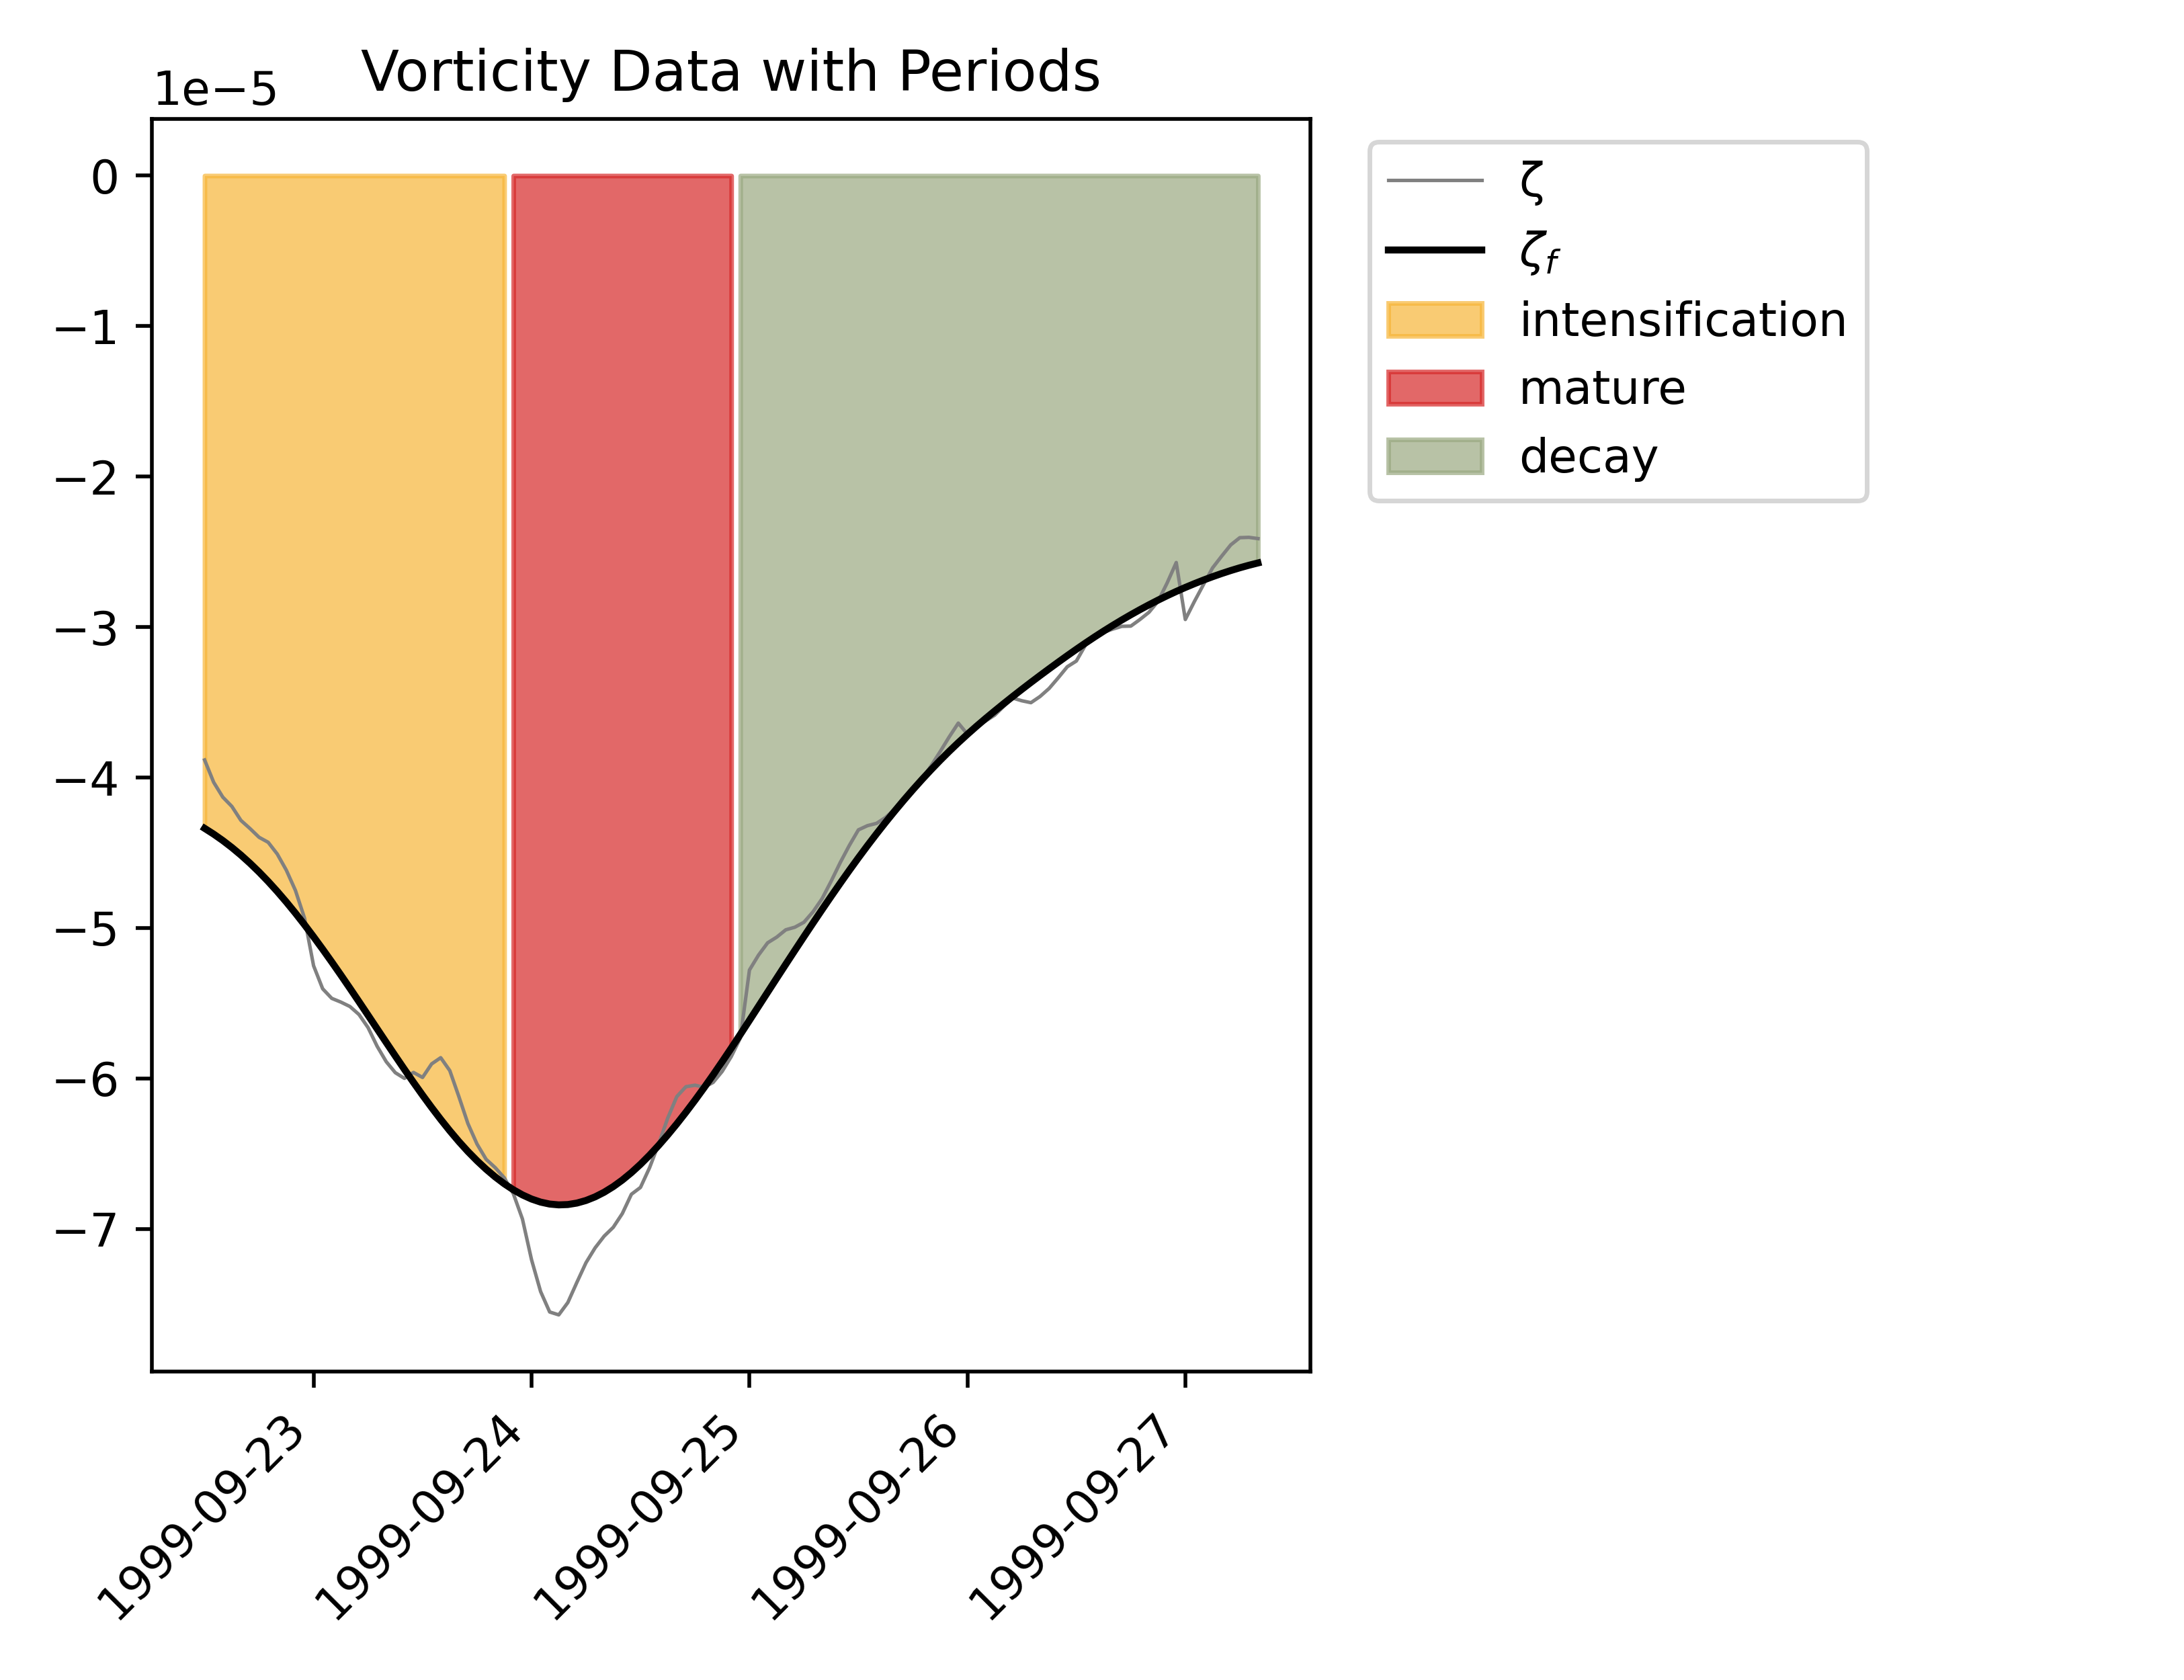 Vorticity Data with Periods
1e−5
0
−1
−2
−3
−4
−5
−6
−7
1999-09-23
1999-09-24
1999-09-25
1999-09-26
1999-09-27
ζ
ζf
intensification
mature
decay